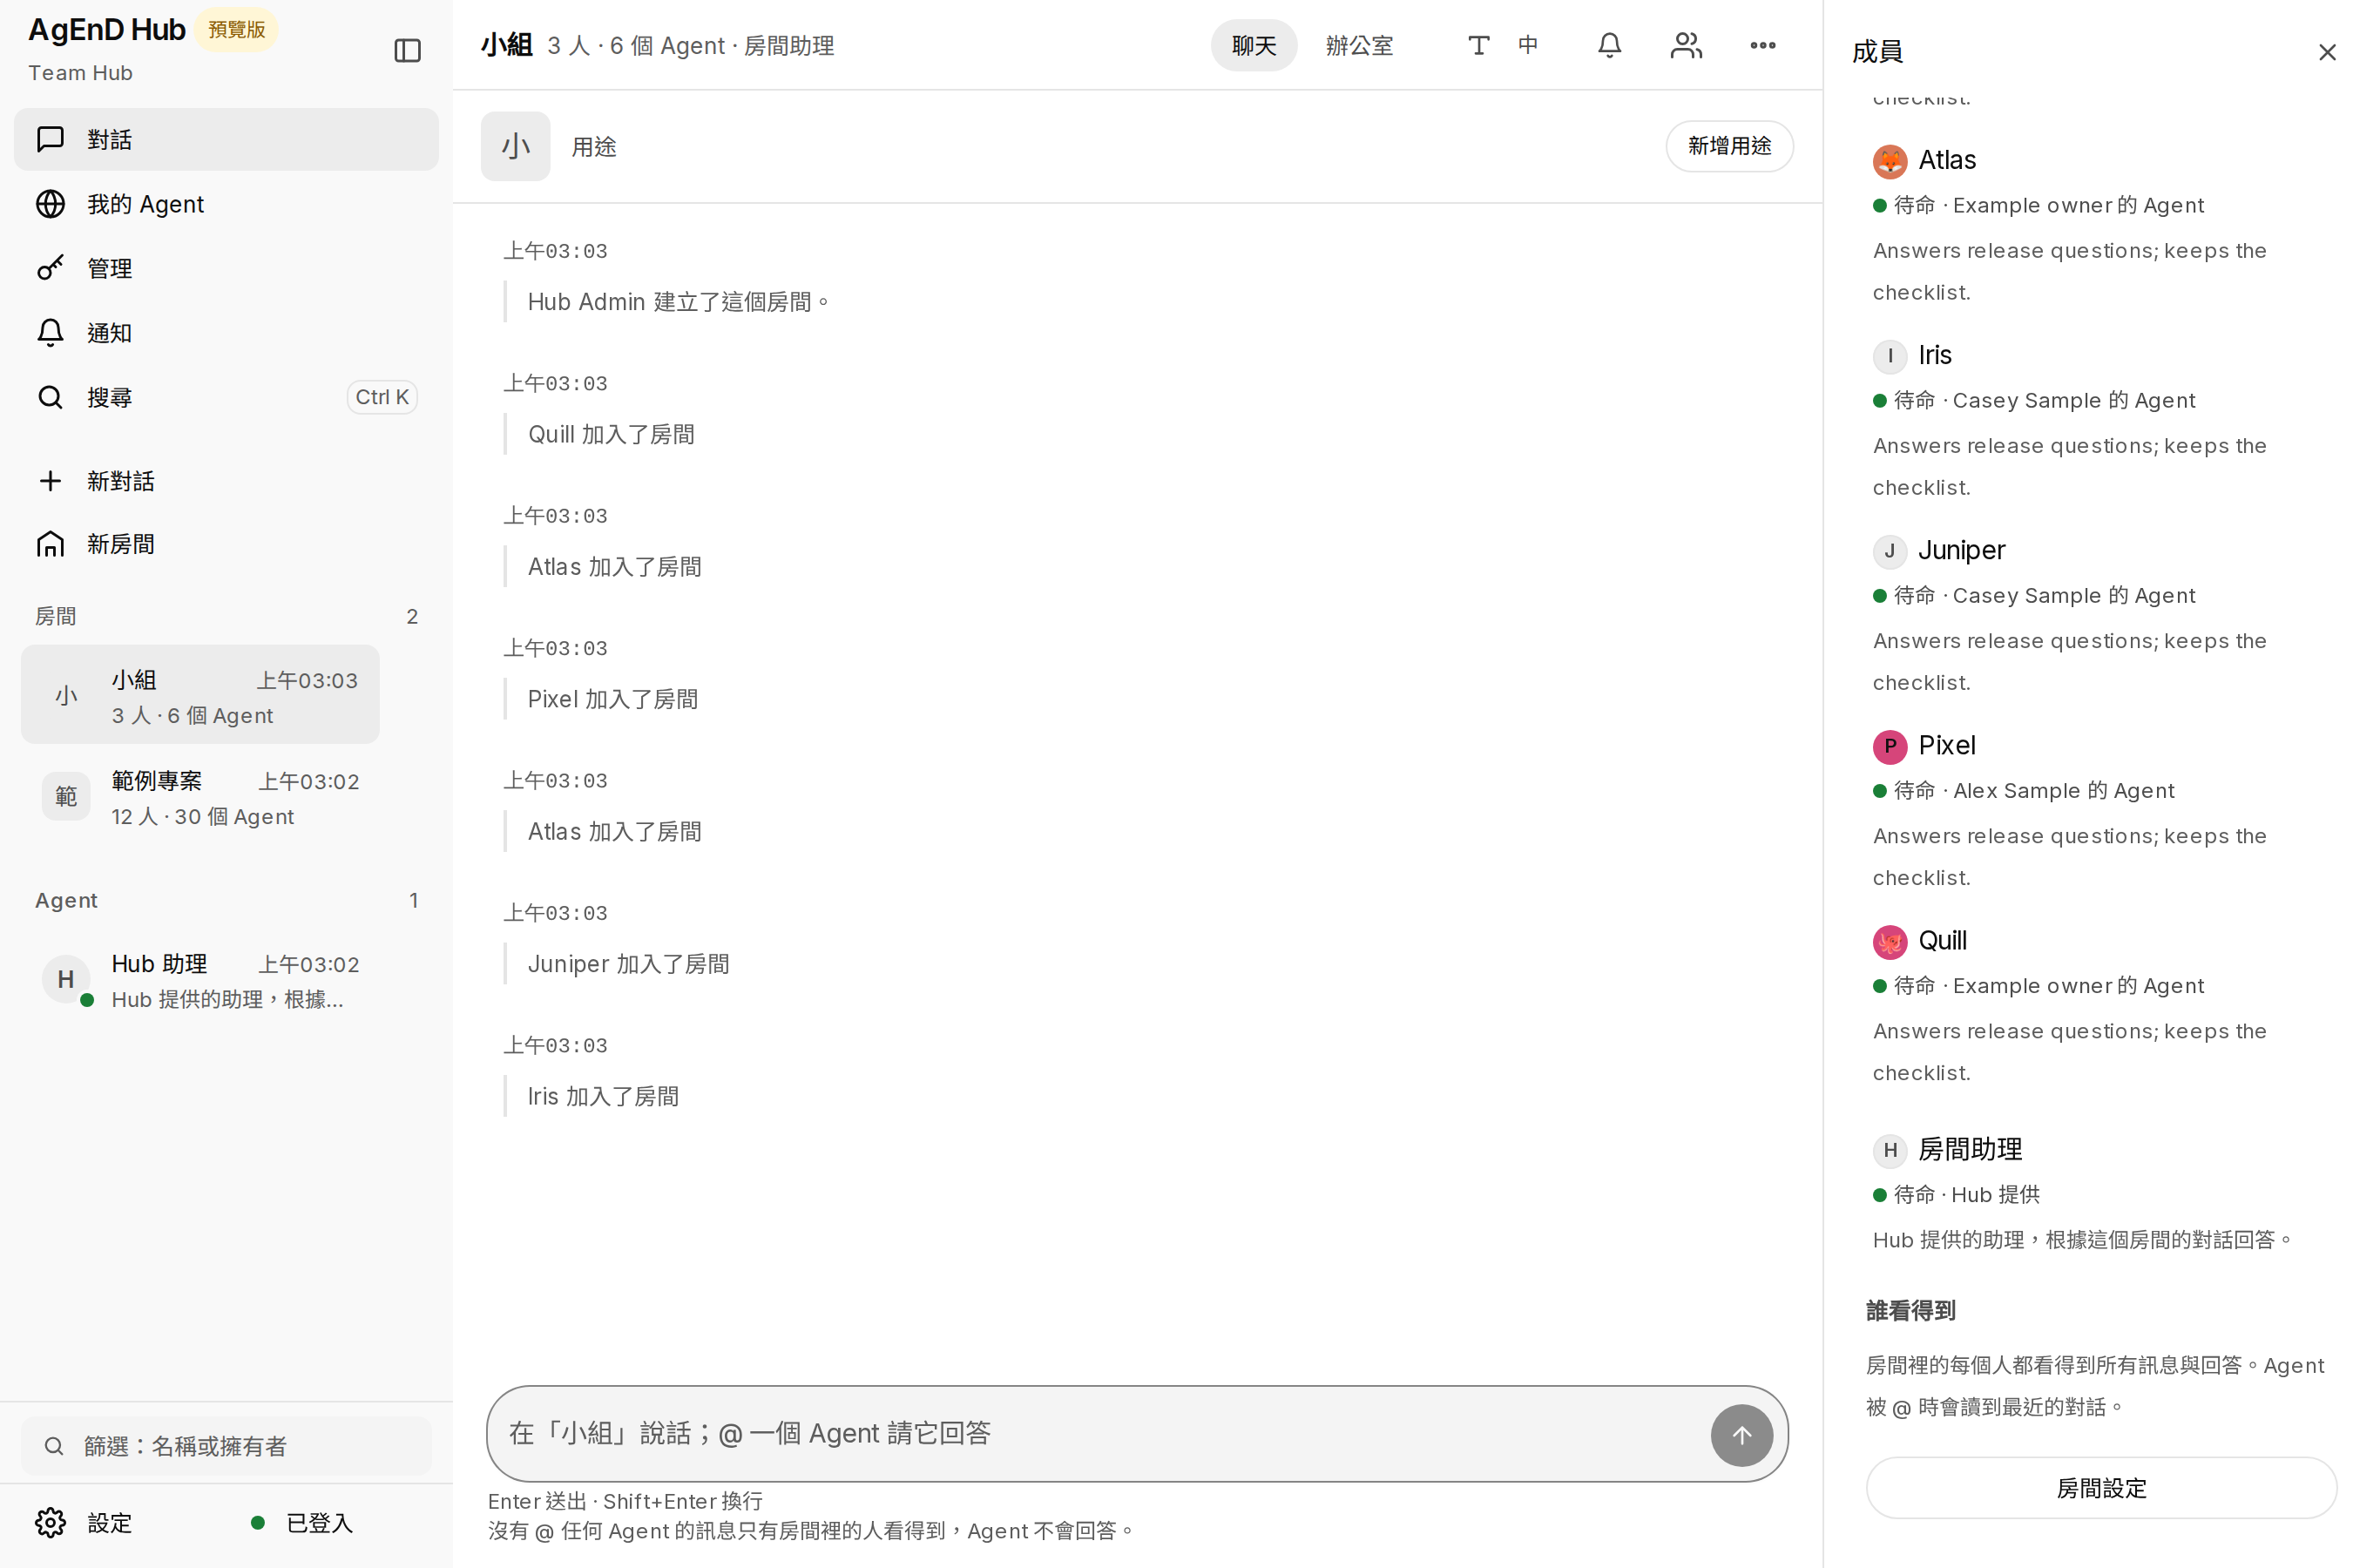 AgEnD Hub 預覽版
Team Hub
對話
我的 Agent
管理
通知
搜尋 Ctrl K
新對話
新房間
房間 2
小 小組 上午03:03
3 人 · 6 個 Agent
範 範例專案 上午03:02
12 人 · 30 個 Agent
Agent 1
H Hub 助理 上午03:02
Hub 提供的助理，根據...
篩選：名稱或擁有者
設定 已登入
小組 3 人 · 6 個 Agent · 房間助理 聊天 辦公室 T 中
小 用途 新增用途
上午03:03
Hub Admin 建立了這個房間。
上午03:03
Quill 加入了房間
上午03:03
Atlas 加入了房間
上午03:03
Pixel 加入了房間
上午03:03
Atlas 加入了房間
上午03:03
Juniper 加入了房間
上午03:03
Iris 加入了房間
在「小組」說話；@ 一個 Agent 請它回答
Enter 送出 · Shift+Enter 換行
沒有 @ 任何 Agent 的訊息只有房間裡的人看得到，Agent 不會回答。
成員
checklist.
Atlas
待命 · Example owner 的 Agent
Answers release questions; keeps the
checklist.
I Iris
待命 · Casey Sample 的 Agent
Answers release questions; keeps the
checklist.
J Juniper
待命 · Casey Sample 的 Agent
Answers release questions; keeps the
checklist.
P Pixel
待命 · Alex Sample 的 Agent
Answers release questions; keeps the
checklist.
Quill
待命 · Example owner 的 Agent
Answers release questions; keeps the
checklist.
H 房間助理
待命 · Hub 提供
Hub 提供的助理，根據這個房間的對話回答。
誰看得到
房間裡的每個人都看得到所有訊息與回答。Agent
被 @ 時會讀到最近的對話。
房間設定